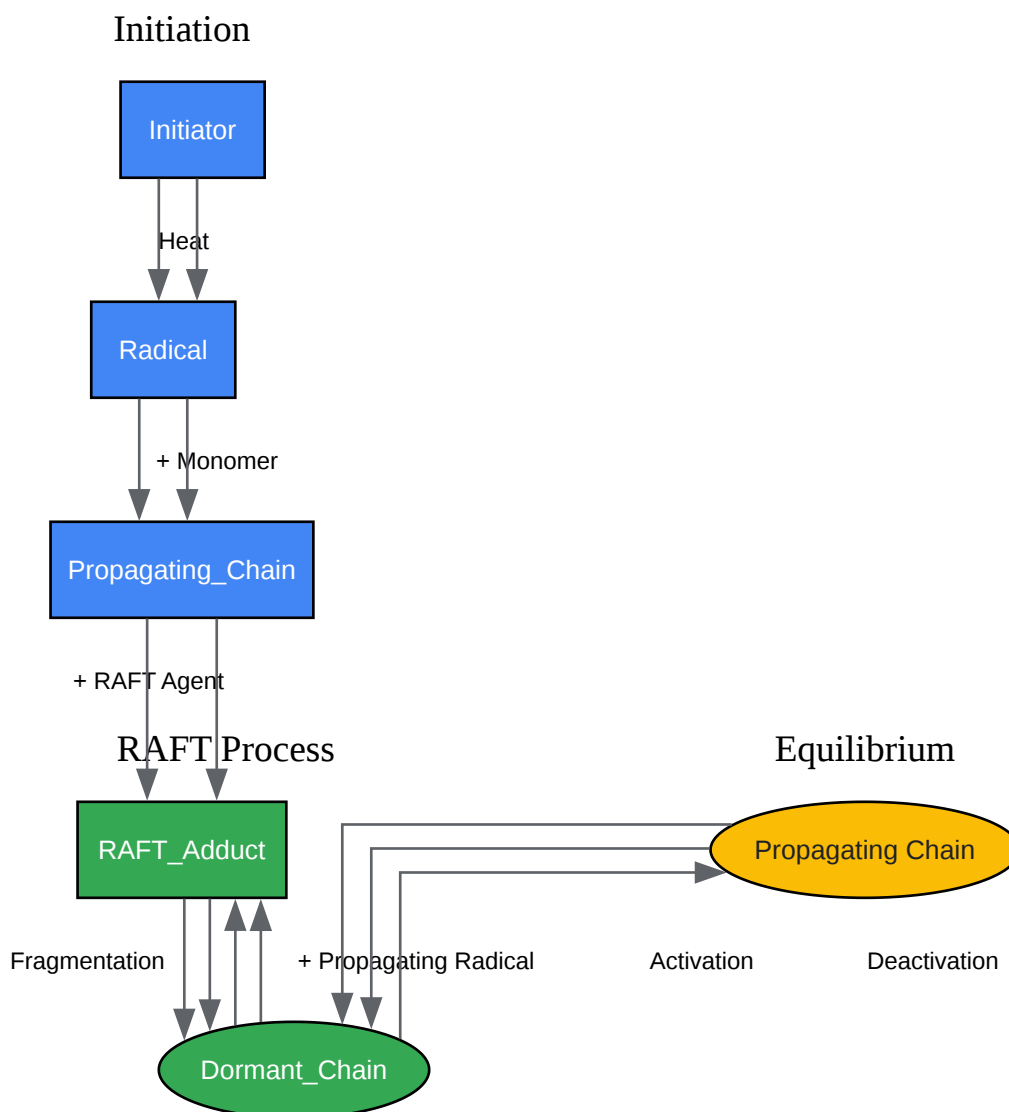 Initiation
Initiator
Heat
Radical
+ Monomer
Propagating_Chain
+ RAFT Agent
RAFT Process
Equilibrium
RAFT_Adduct
Propagating Chain
Fragmentation
+ Propagating Radical
Activation
Deactivation
Dormant_Chain